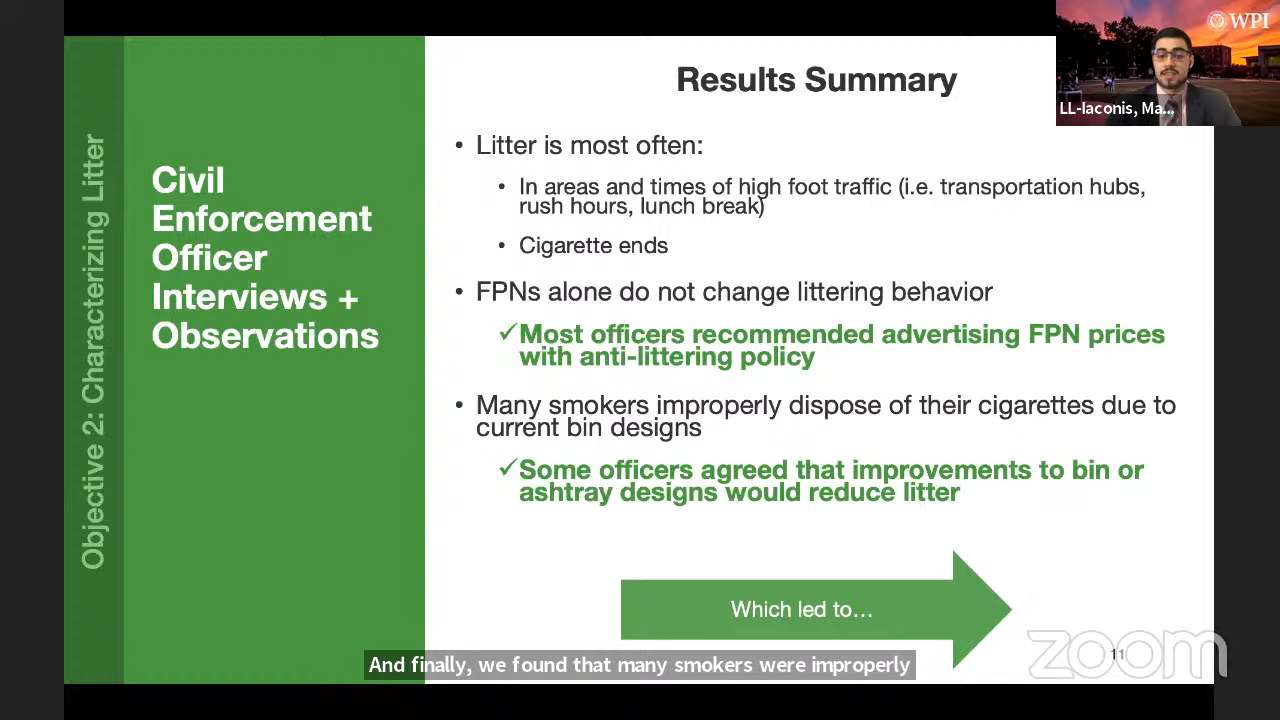 WPI
LL-Iaconis, Ma...
Objective 2: Characterizing Litter
Civil
Enforcement
Officer
Interviews +
Observations
Results Summary
• Litter is most often:
• In areas and times of high foot traffic (i.e. transportation hubs,
rush hours, lunch break)
• Cigarette ends
• FPNs alone do not change littering behavior
✓Most officers recommended advertising FPN prices
with anti-littering policy
• Many smokers improperly dispose of their cigarettes due to
current bin designs
✓Some officers agreed that improvements to bin or
ashtray designs would reduce litter
Which led to...
And finally, we found that many smokers were improperly
zoom
11